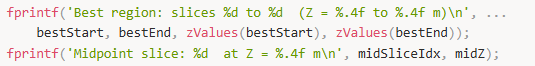 fprintf('Best region: slices %d to %d  (Z = %.4f to %.4f m)\n', ...
    bestStart, bestEnd, zValues(bestStart), zValues(bestEnd));
fprintf('Midpoint slice: %d  at Z = %.4f m\n', midSliceIdx, midZ);